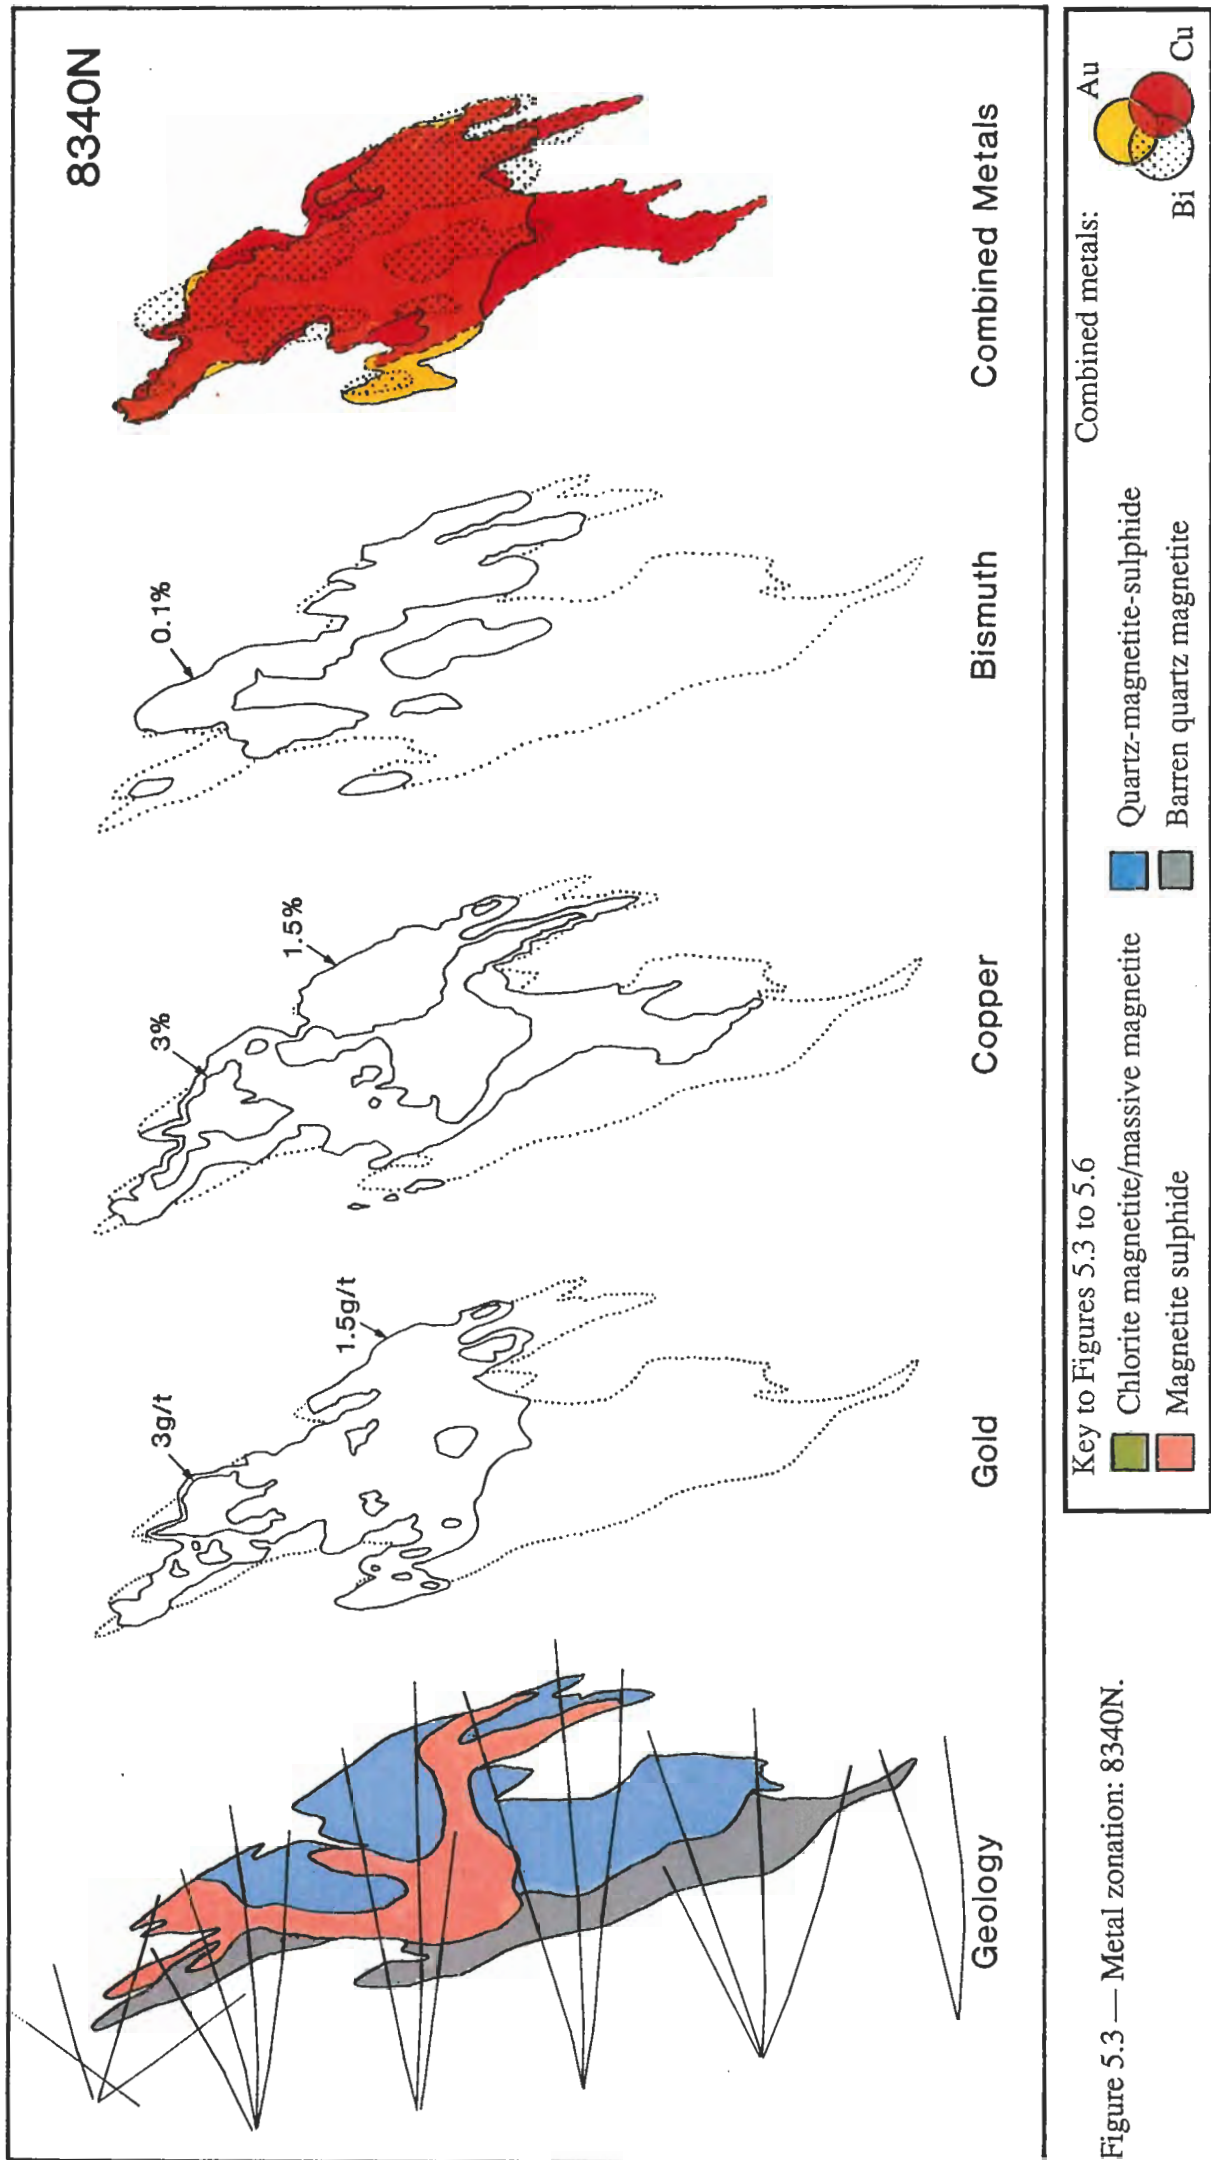 8340N
3g/t
1.5g/t
3%
1.5%
0.1%
Geology
Gold
Copper
Bismuth
Combined Metals
Key to Figures 5.3 to 5.6
Chlorite magnetite/massive magnetite
Magnetite sulphide
Quartz-magnetite-sulphide
Barren quartz magnetite
Combined metals:
Au
Bi
Cu
Figure 5.3 — Metal zonation: 8340N.